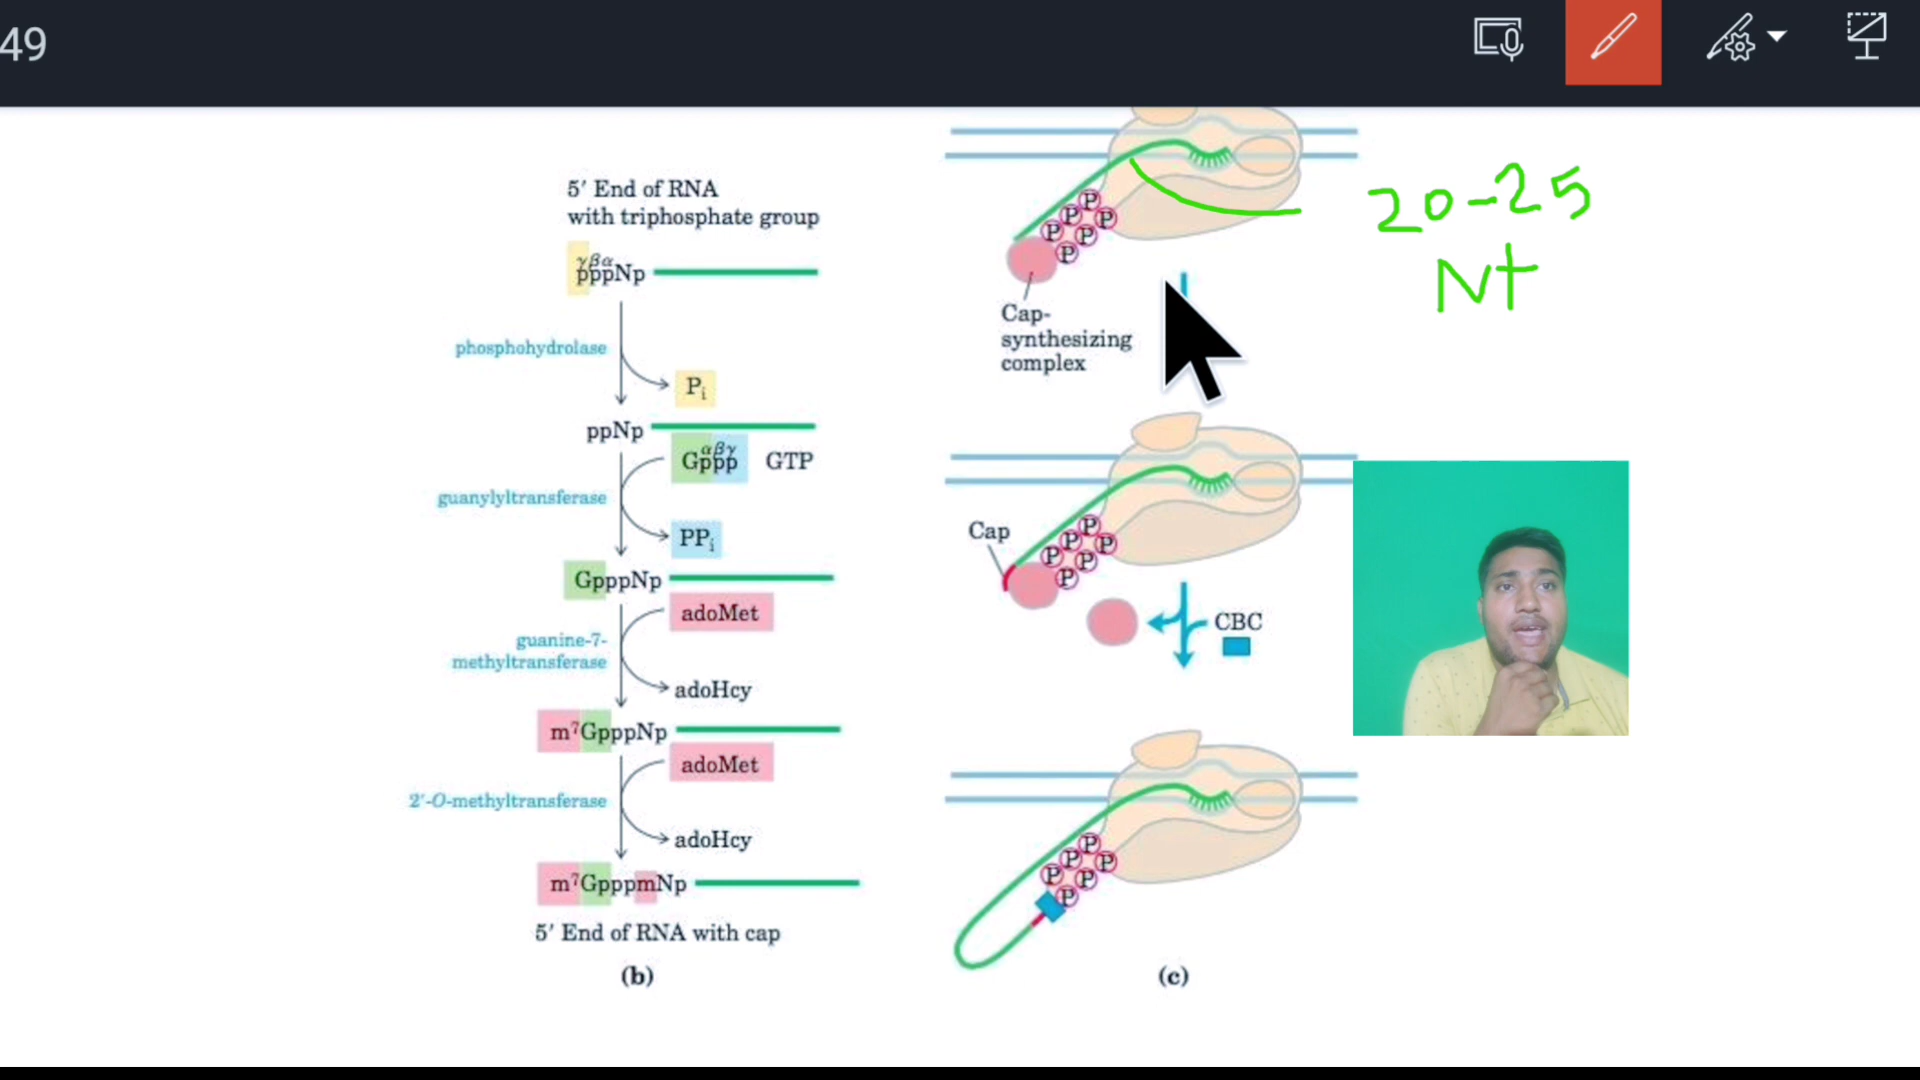 49
5′ End of RNA
with triphosphate group
γβα
pppNp
phosphohydrolase
Pi
ppNp
αβγ
Gppp GTP
guanylyltransferase
PPi
GpppNp
adoMet
guanine-7-
methyltransferase
adoHcy
m⁷GpppNp
adoMet
2′-O-methyltransferase
adoHcy
m⁷GpppmNp
5′ End of RNA with cap
(b)
P
P P
P P
P
Cap-
synthesizing
complex
20-25
Nt
Cap
P
P P
P P
P
CBC
P
P P
P P
P
(c)